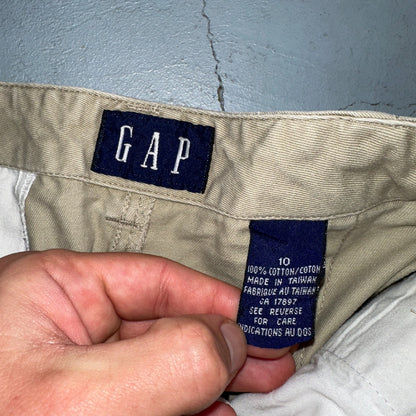 GAP
10
100% COTTON/COTON
MADE IN TAIWAN
FABRIQUE AU TAIWAN
CA 17897
SEE REVERSE
FOR CARE
INDICATIONS AU DOS